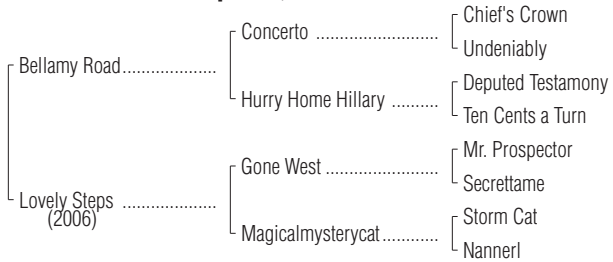 Chief's Crown
Concerto ...................
Undeniably
Bellamy Road....................
Deputed Testamony
Hurry Home Hillary ..........
Ten Cents a Turn
Mr. Prospector
Gone West .......................
Secrettame
Lovely Steps ....................
(2006)
Storm Cat
Magicalmysterycat............
Nannerl